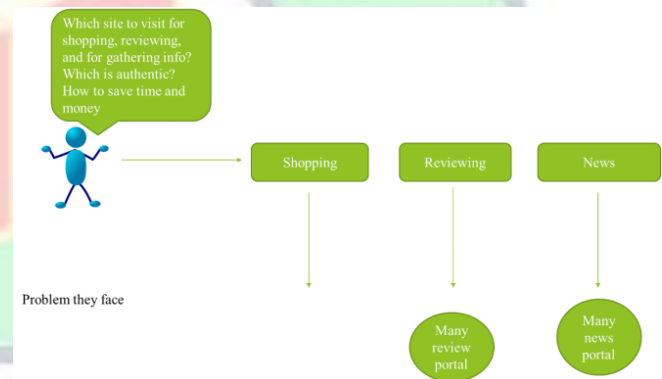 Which site to visit for
shopping, reviewing,
and for gathering info?
Which is authentic?
How to save time and
money
Shopping
Reviewing
News
Problem they face
Many
review
portal
Many
news
portal